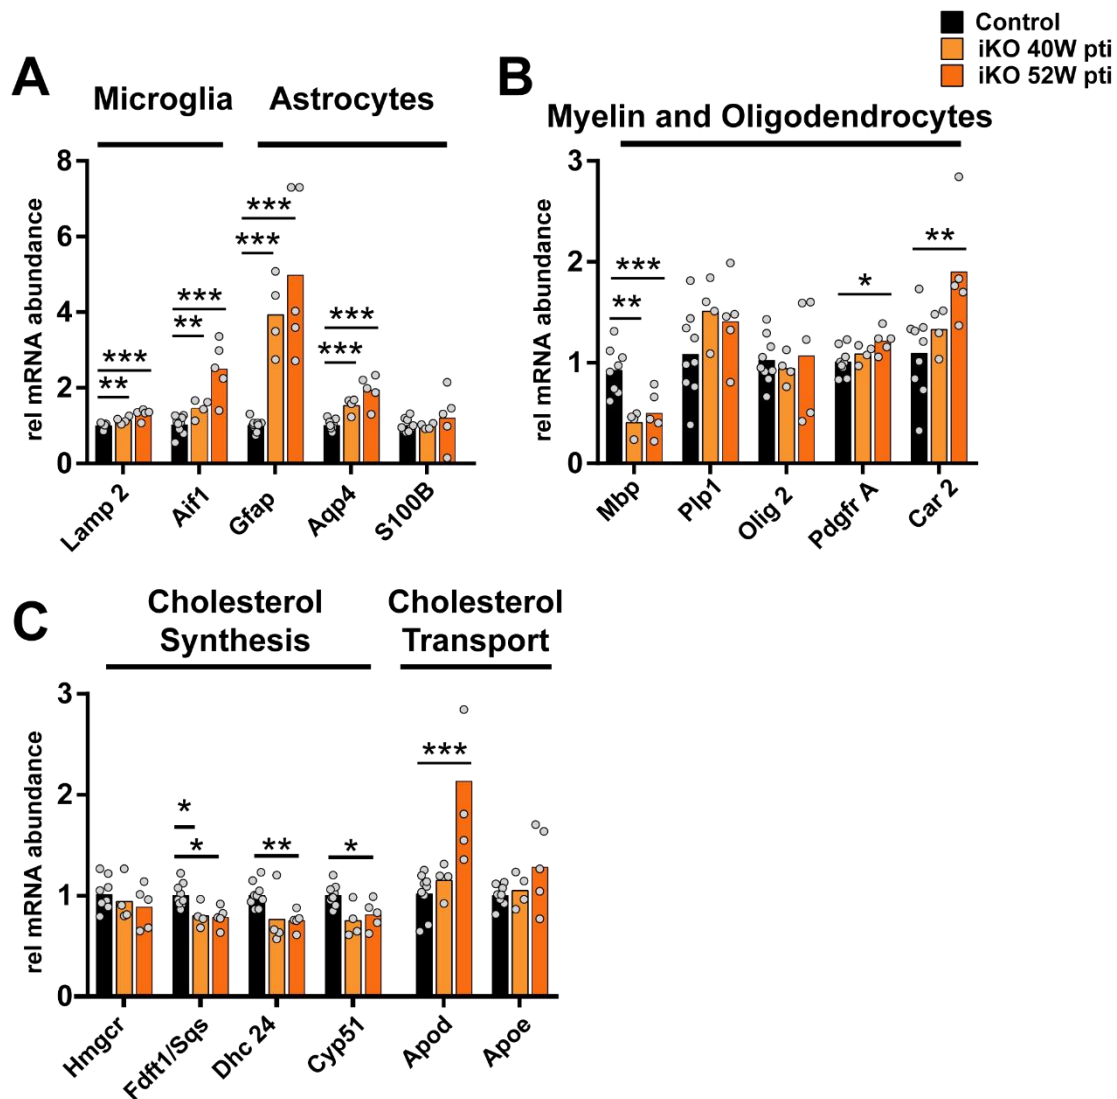 Control
iKO 40W pti
iKO 52W pti
A
Microglia
Astrocytes
rel mRNA abundance
8
6
4
2
0
**
***
**
***
***
***
***
***
Lamp 2
Aif1
Gfap
Aqp4
S100B
B
Myelin and Oligodendrocytes
rel mRNA abundance
3
2
1
0
***
**
*
**
Mbp
Plp1
Olig 2
Pdgfr A
Car 2
C
Cholesterol
Synthesis
Cholesterol
Transport
rel mRNA abundance
3
2
1
0
*
*
**
*
***
Hmgcr
Fdft1/Sqs
Dhc 24
Cyp51
Apod
Apoe